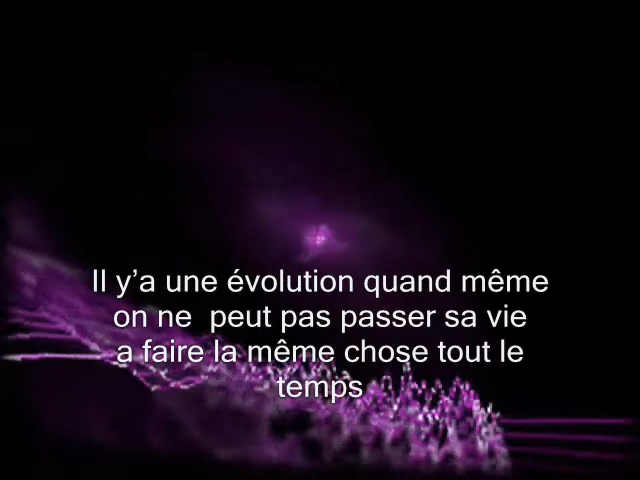 Il y’a une évolution quand même
on ne  peut pas passer sa vie
a faire la même chose tout le
temps